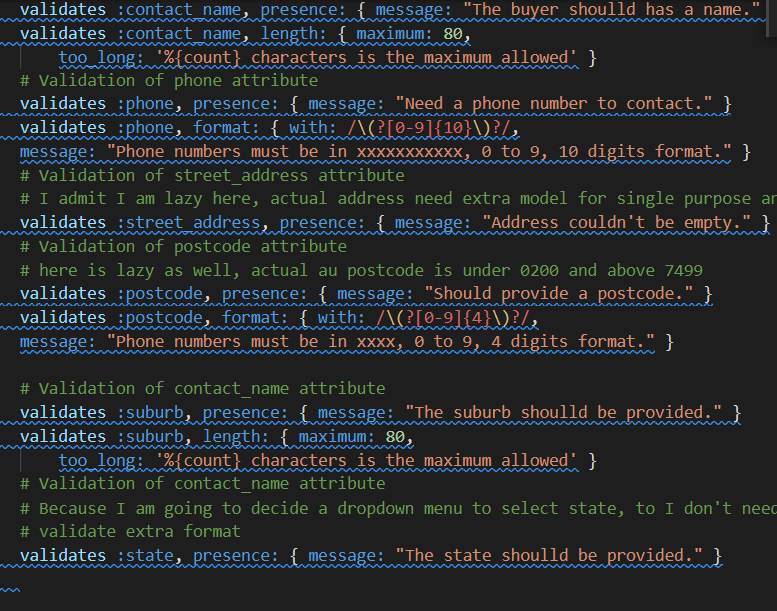 validates :contact_name, presence: { message: "The buyer shoulld has a name."
validates :contact_name, length: { maximum: 80,
too_long: '%{count} characters is the maximum allowed' }
# Validation of phone attribute
validates :phone, presence: { message: "Need a phone number to contact." }
validates :phone, format: { with: /\(?[0-9]{10}\)?/,
message: "Phone numbers must be in xxxxxxxxxxx, 0 to 9, 10 digits format." }
# Validation of street_address attribute
# I admit I am lazy here, actual address need extra model for single purpose an
validates :street_address, presence: { message: "Address couldn't be empty." }
# Validation of postcode attribute
# here is lazy as well, actual au postcode is under 0200 and above 7499
validates :postcode, presence: { message: "Should provide a postcode." }
validates :postcode, format: { with: /\(?[0-9]{4}\)?/,
message: "Phone numbers must be in xxxx, 0 to 9, 4 digits format." }
# Validation of contact_name attribute
validates :suburb, presence: { message: "The suburb shoulld be provided." }
validates :suburb, length: { maximum: 80,
too_long: '%{count} characters is the maximum allowed' }
# Validation of contact_name attribute
# Because I am going to decide a dropdown menu to select state, to I don't need
# validate extra format
validates :state, presence: { message: "The state shoulld be provided." }